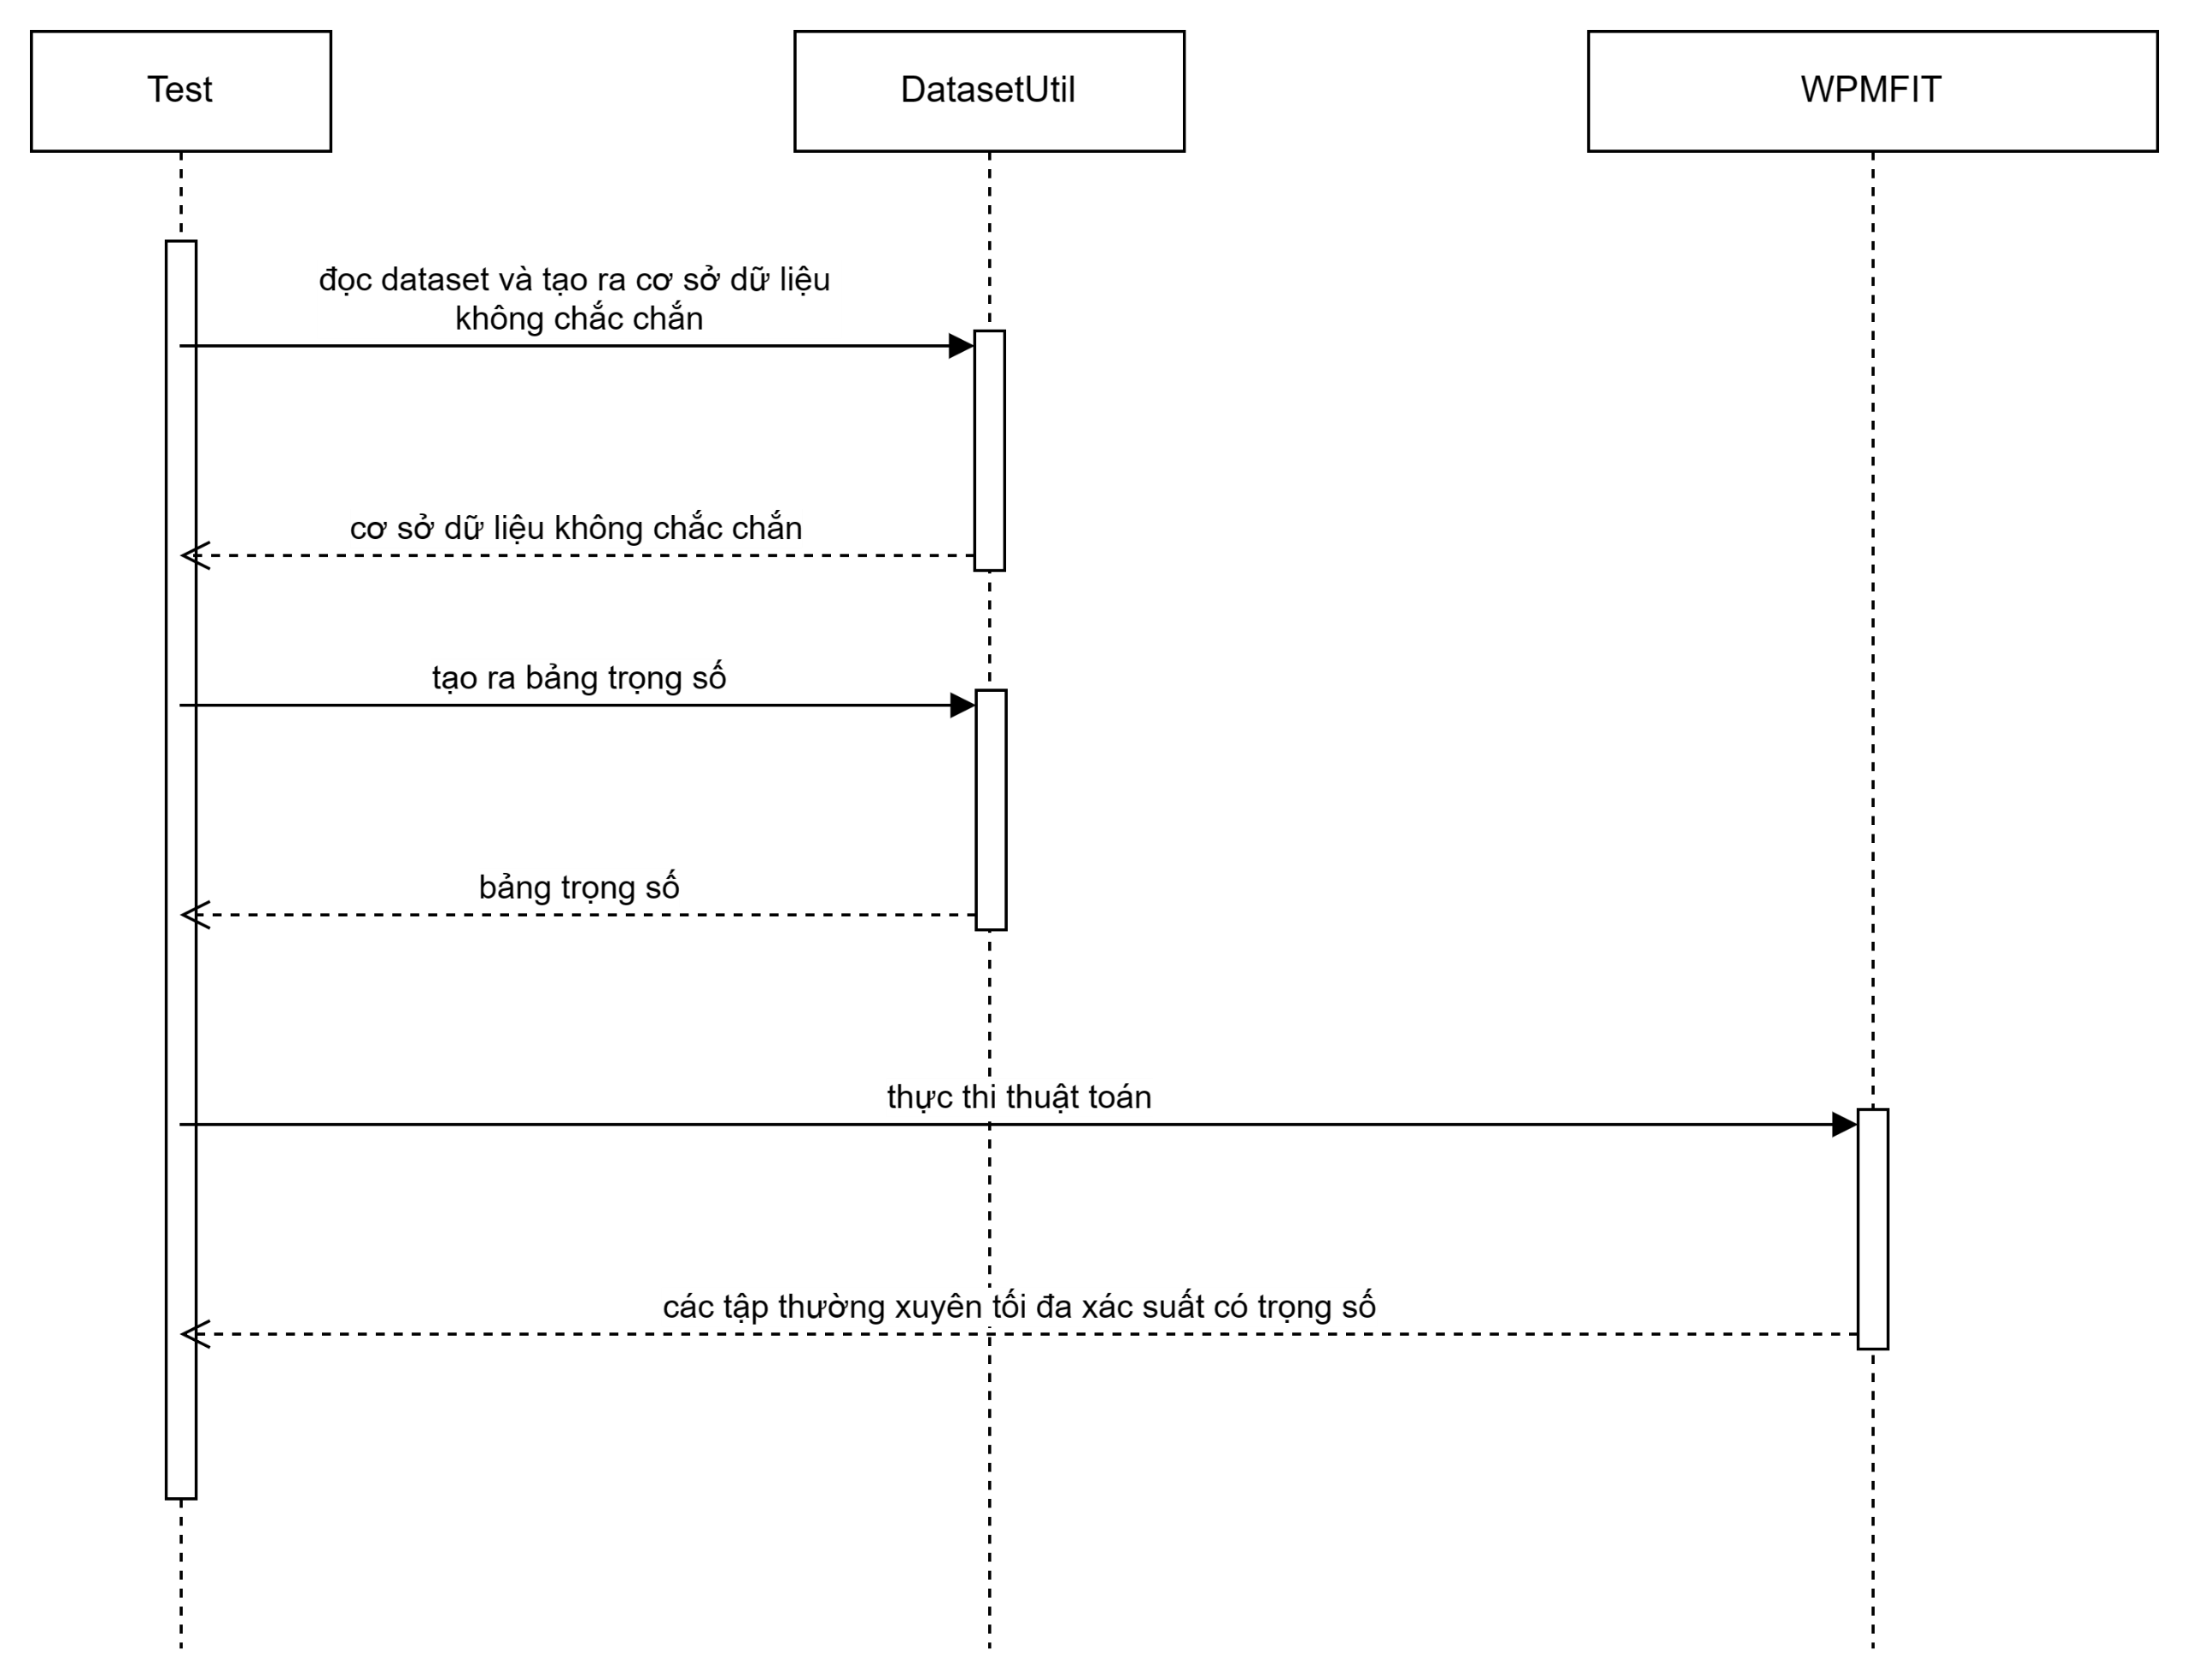 Test
DatasetUtil
WPMFIT
đọc dataset và tạo ra cơ sở dữ liệu
không chắc chắn
cơ sở dữ liệu không chắc chắn
tạo ra bảng trọng số
bảng trọng số
thực thi thuật toán
các tập thường xuyên tối đa xác suất có trọng số